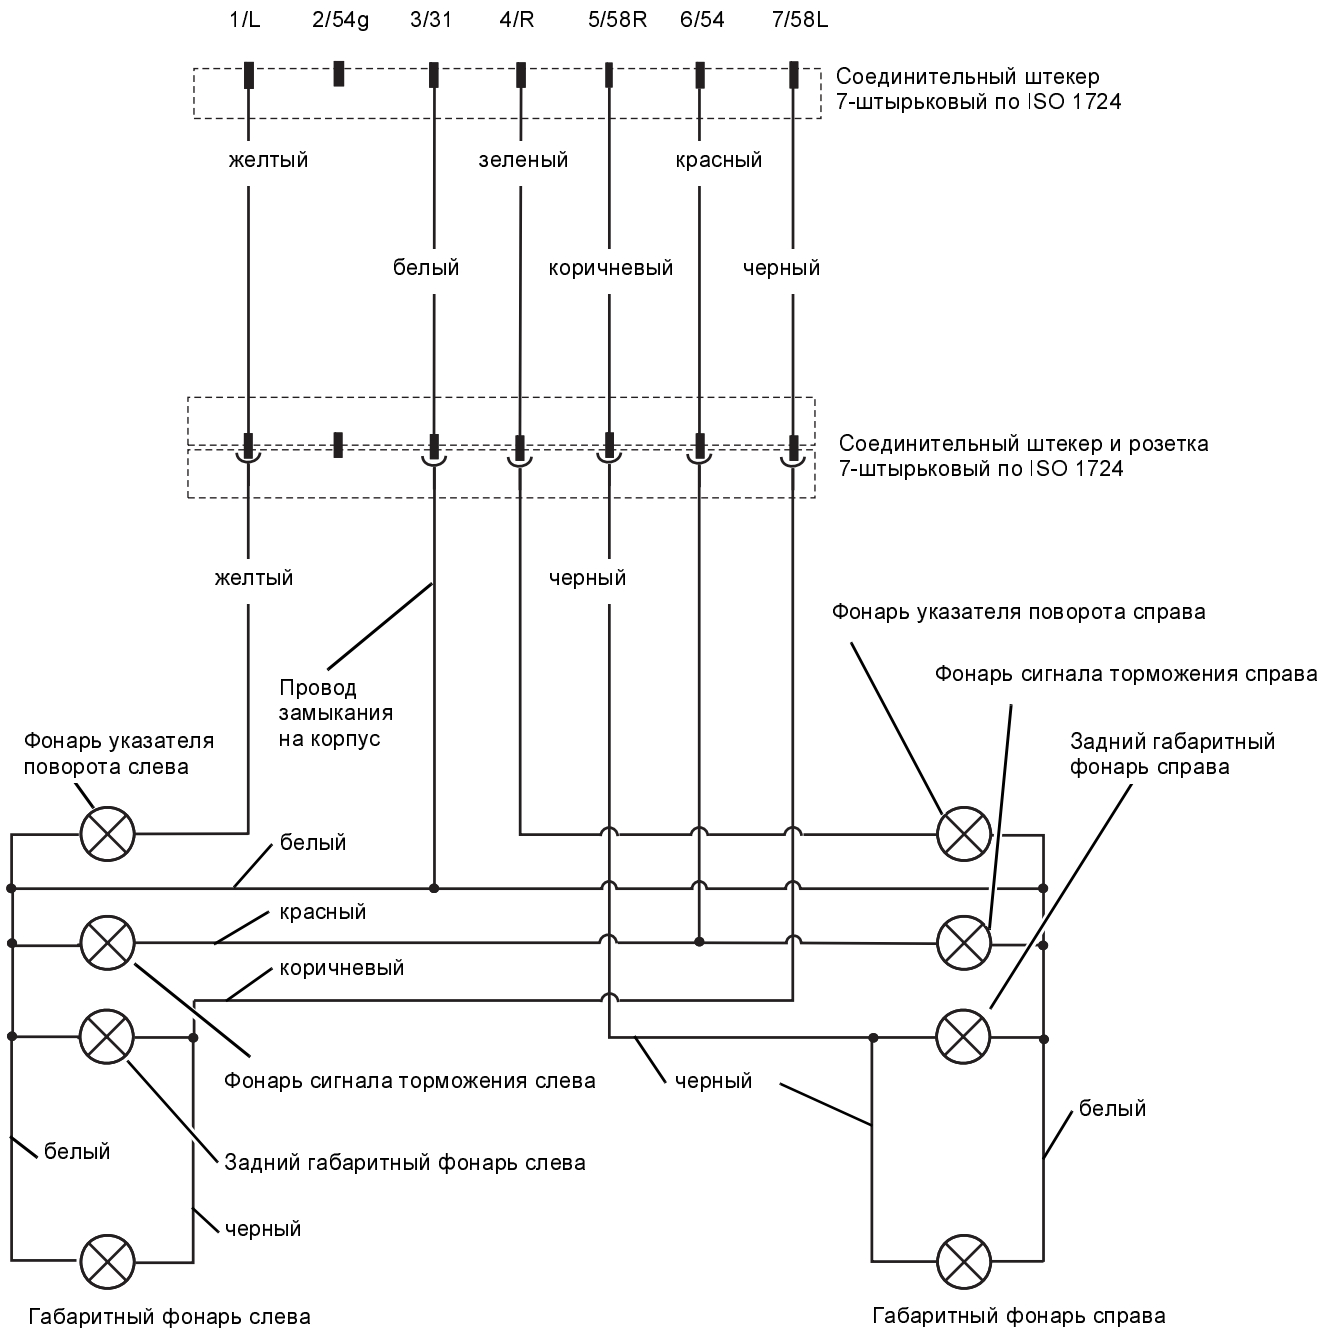 1/L 2/54g 3/31 4/R 5/58R 6/54 7/58L
Соединительный штекер
7-штырьковый по ISO 1724
желтый зеленый красный
белый коричневый черный
Соединительный штекер и розетка
7-штырьковый по ISO 1724
желтый черный
Фонарь указателя поворота справа
Фонарь сигнала торможения справа
Провод
замыкания
на корпус
Фонарь указателя
поворота слева
Задний габаритный
фонарь справа
белый
красный
коричневый
Фонарь сигнала торможения слева
черный
белый
белый
Задний габаритный фонарь слева
черный
Габаритный фонарь слева
Габаритный фонарь справа